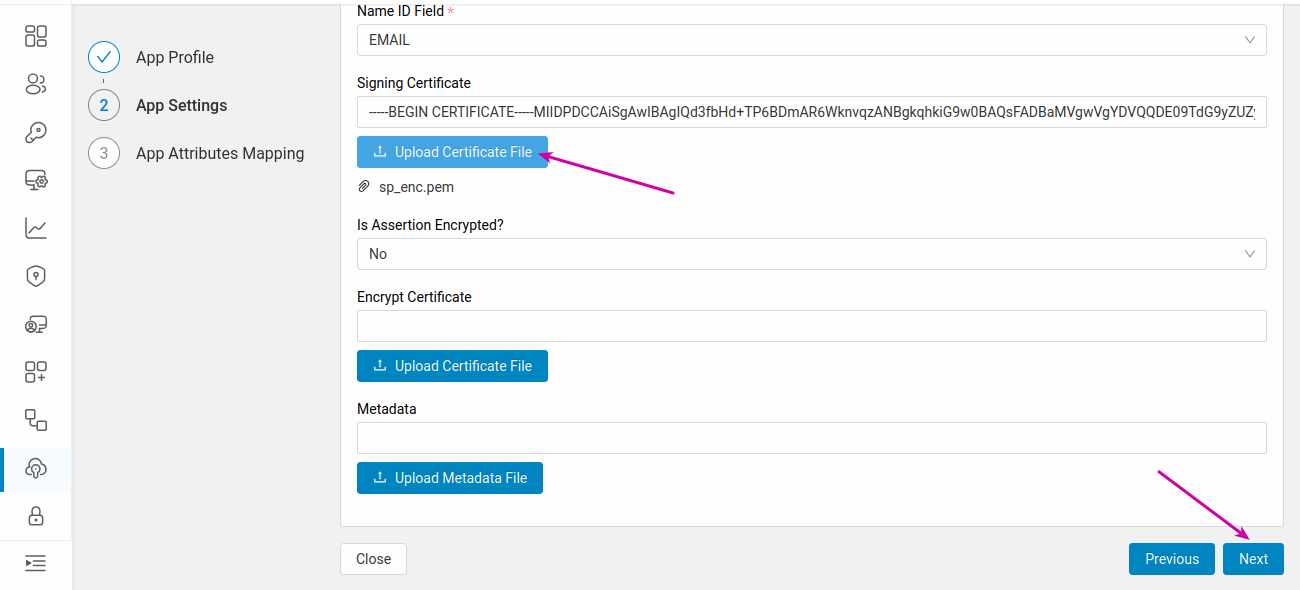 App Profile
2
App Settings
3
App Attributes Mapping
Name ID Field *
EMAIL
Signing Certificate
-----BEGIN CERTIFICATE-----MIIDPDCCAiSgAwIBAgIQd3fbHd+TP6BDmAR6WknvqzANBgkqhkiG9w0BAQsFADBaMVgwVgYDVQQDE09TdG9yZUZ
Upload Certificate File
sp_enc.pem
Is Assertion Encrypted?
No
Encrypt Certificate
Upload Certificate File
Metadata
Upload Metadata File
Close
Previous
Next